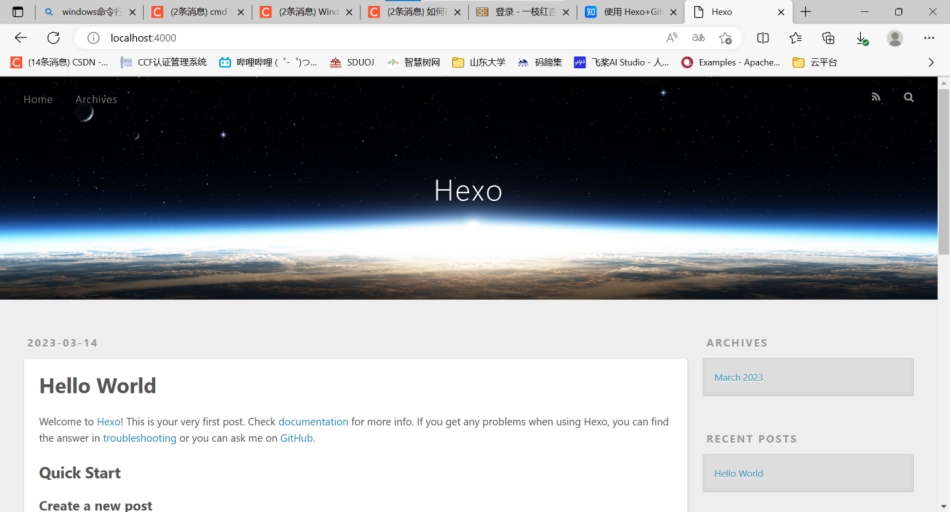 windows命令行
(2条消息) cmd
(2条消息) Wind
(2条消息) 如何
登录 - 一枝红杏
使用 Hexo+Git
Hexo
localhost:4000
(14条消息) CSDN -...
CCF认证管理系统
哔哩哔哩 (゜-゜)つ...
SDUOJ
智慧树网
山东大学
码蹄集
飞桨AI Studio - 人...
Examples - Apache...
云平台
Home
Archives
Hexo
2023-03-14
Hello World
Welcome to Hexo! This is your very first post. Check documentation for more info. If you get any problems when using Hexo, you can find
the answer in troubleshooting or you can ask me on GitHub.
Quick Start
Create a new post
ARCHIVES
March 2023
RECENT POSTS
Hello World